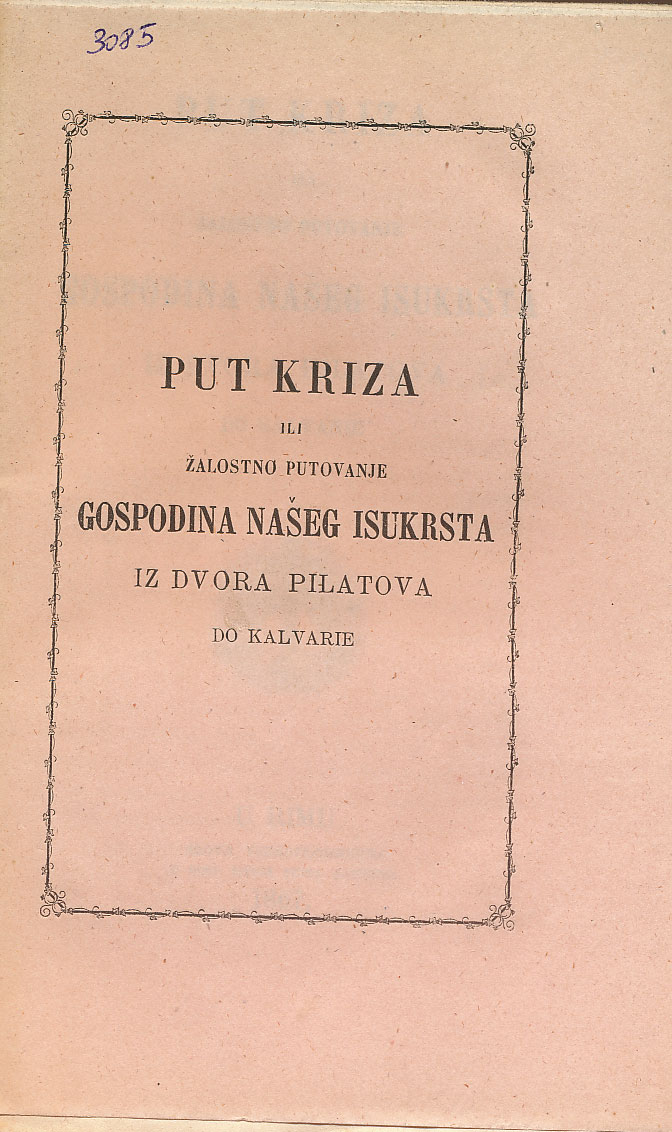 3085
PUT KRIZA
ILI
ŽALOSTNO PUTOVANJE
GOSPODINA NAŠEG ISUKRSTA
IZ DVORA PILATOVA
DO KALVARIE